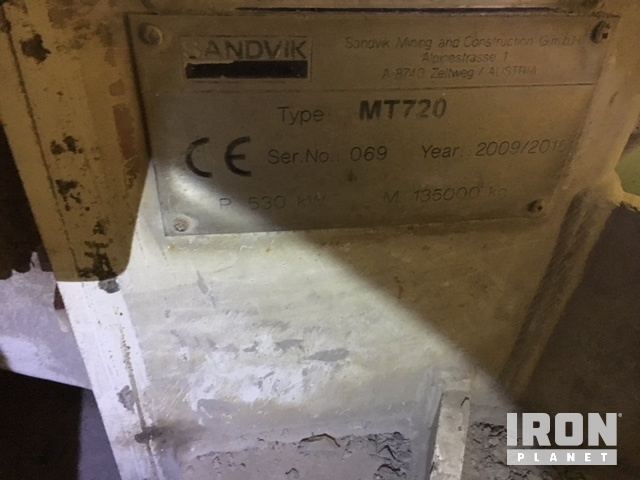 SANDVIK
Sandvik Mining and Construction G.m.b.H
Alpinestrasse 1
A-8740 Zeltweg / AUSTRIA
Type MT720
CE Ser.No.: 069 Year: 2009/2010
P: 530 kW M: 135000 kg
IRON
PLANET